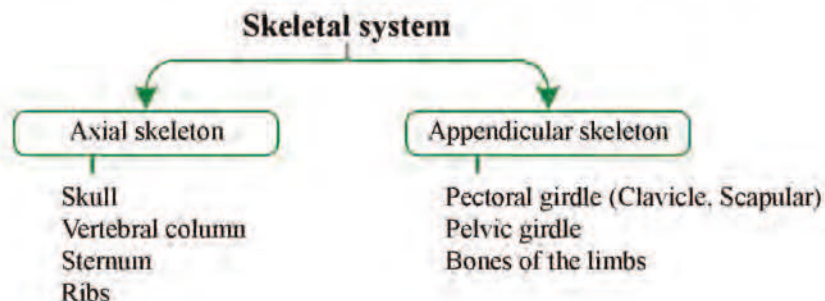 Skeletal system
Axial skeleton
Skull
Vertebral column
Sternum
Ribs
Appendicular skeleton
Pectoral girdle (Clavicle, Scapular)
Pelvic girdle
Bones of the limbs